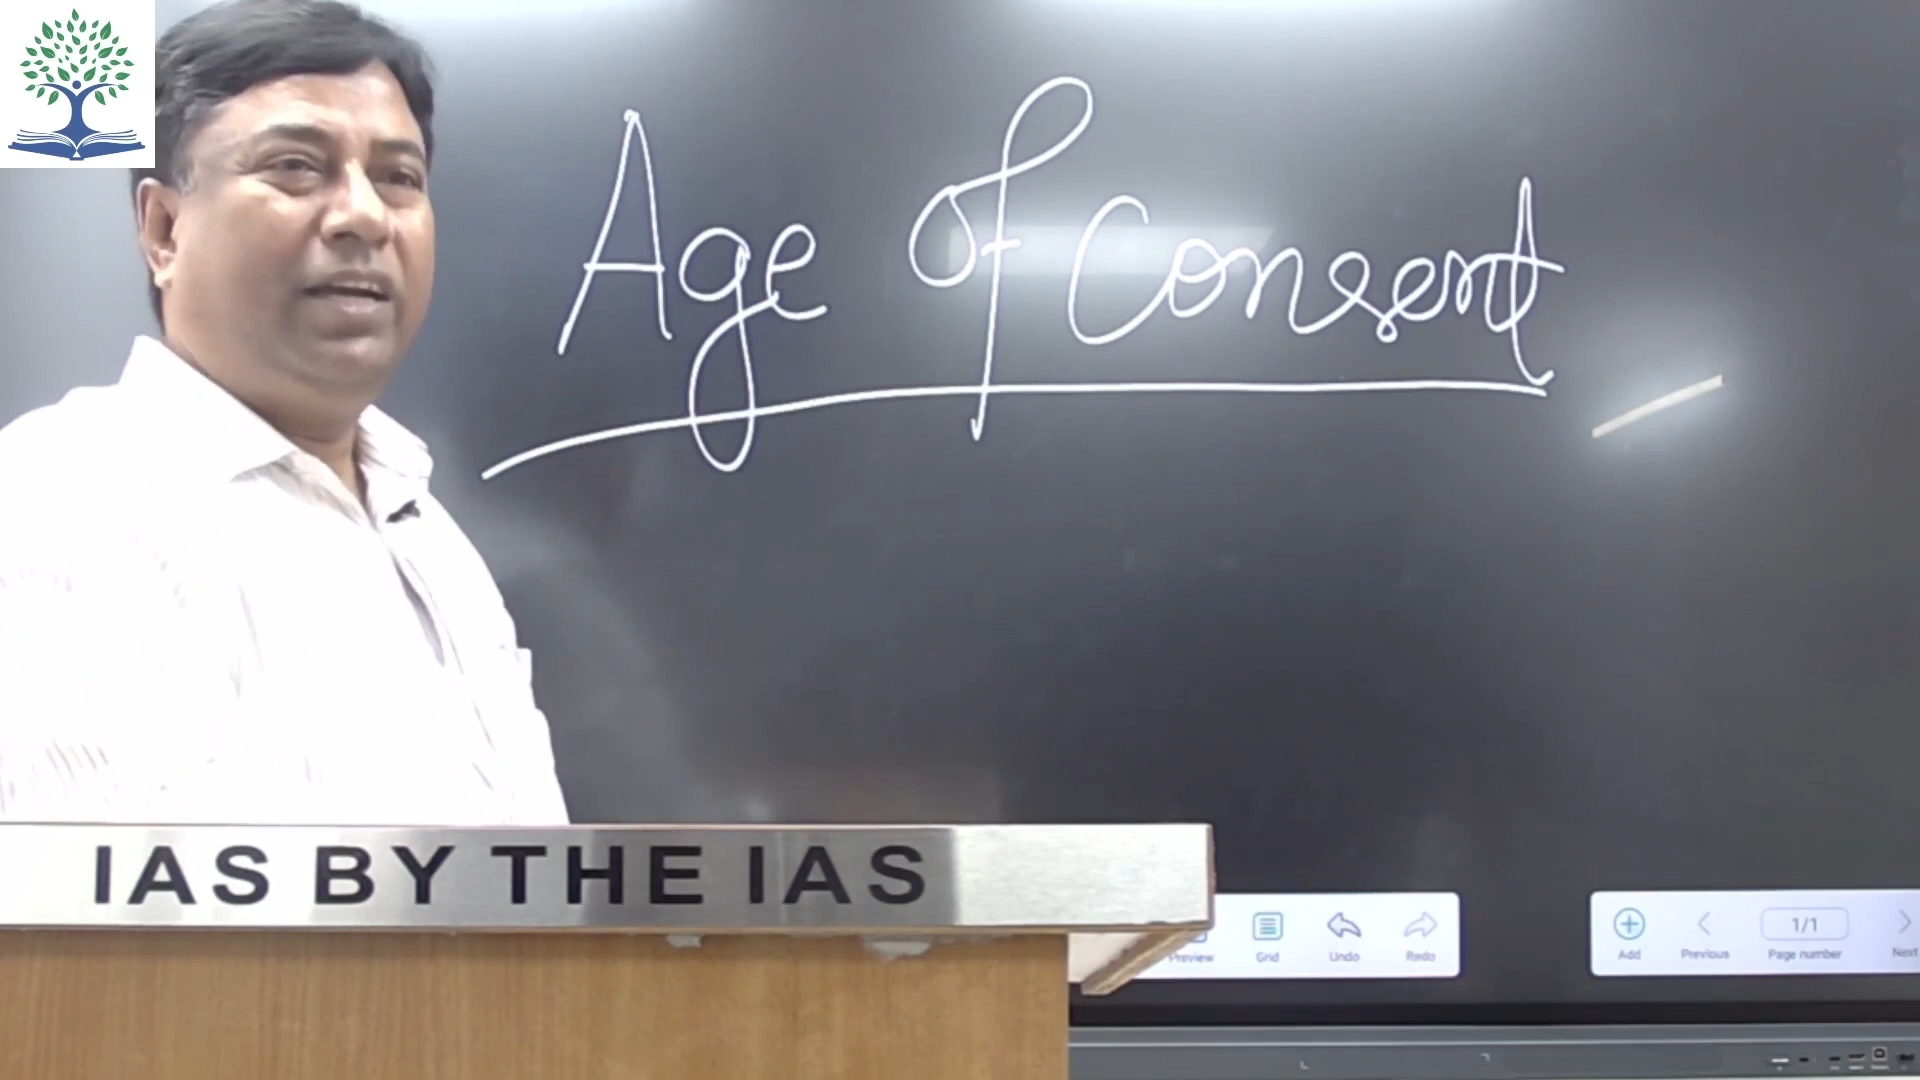 Age of Consent
IAS BY THE IAS
Preview
Grid
Undo
Redo
Add
Previous
1/1
Page number
Next